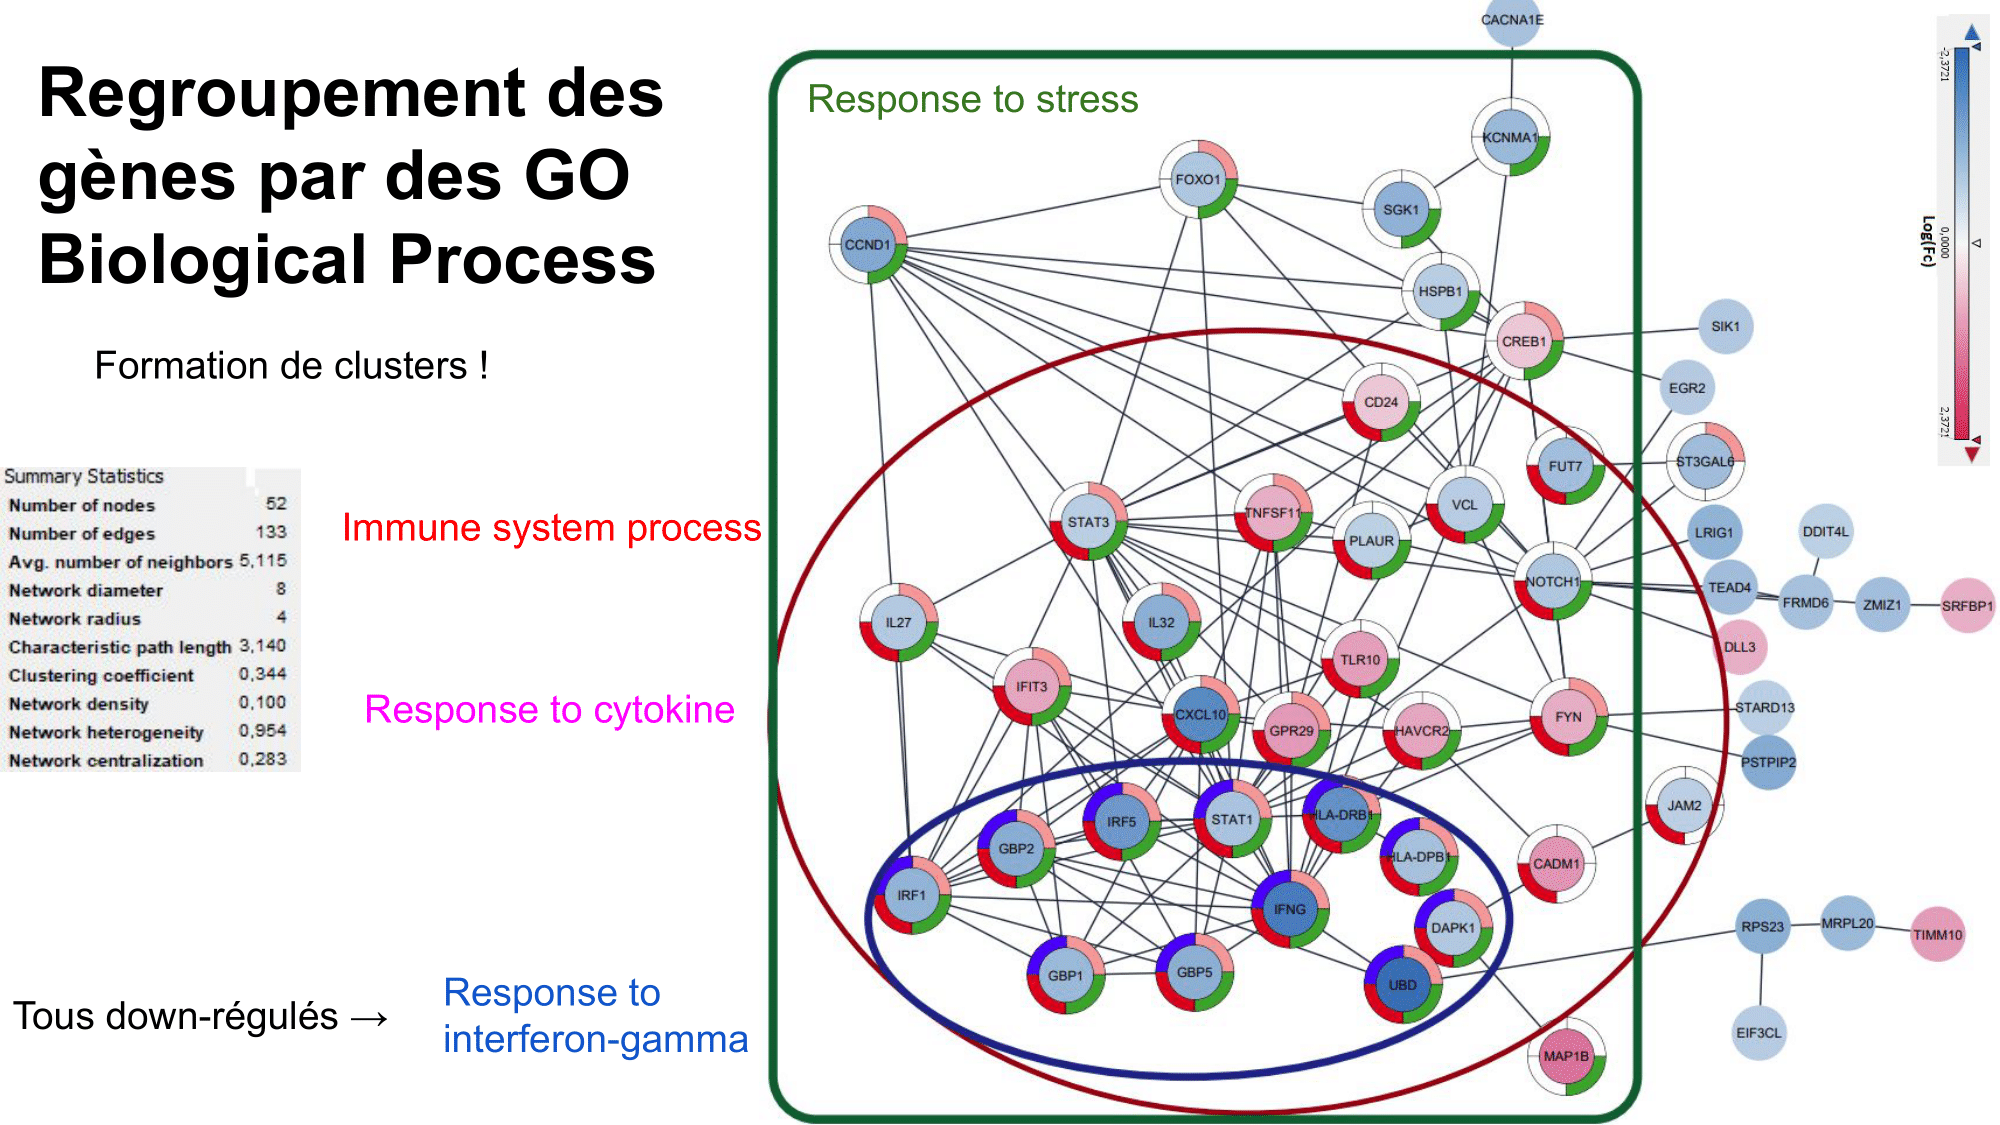 Regroupement des
gènes par des GO
Biological Process
Formation de clusters !
Summary Statistics
Number of nodes 52
Number of edges 133
Avg. number of neighbors 5,115
Network diameter 8
Network radius 4
Characteristic path length 3,140
Clustering coefficient 0,344
Network density 0,100
Network heterogeneity 0,954
Network centralization 0,283
Immune system process
Response to cytokine
Tous down-régulés →
Response to
interferon-gamma
Response to stress
CACNA1E
KCNMA1
FOXO1
SGK1
CCND1
HSPB1
CREB1
SIK1
EGR2
CD24
FUT7
ST3GAL6
STAT3
TNFSF11
VCL
PLAUR
LRIG1
DDIT4L
NOTCH1
TEAD4
FRMD6
ZMIZ1
SRFBP1
IL27
IL32
DLL3
TLR10
IFIT3
CXCL10
GPR29
HAVCR2
FYN
STARD13
PSTPIP2
JAM2
IRF5
STAT1
HLA-DRB1
GBP2
HLA-DPB1
CADM1
IRF1
IFNG
DAPK1
RPS23
MRPL20
TIMM10
GBP1
GBP5
UBD
EIF3CL
MAP1B
-2,3721
0,0000
Log(Fc)
2,3721